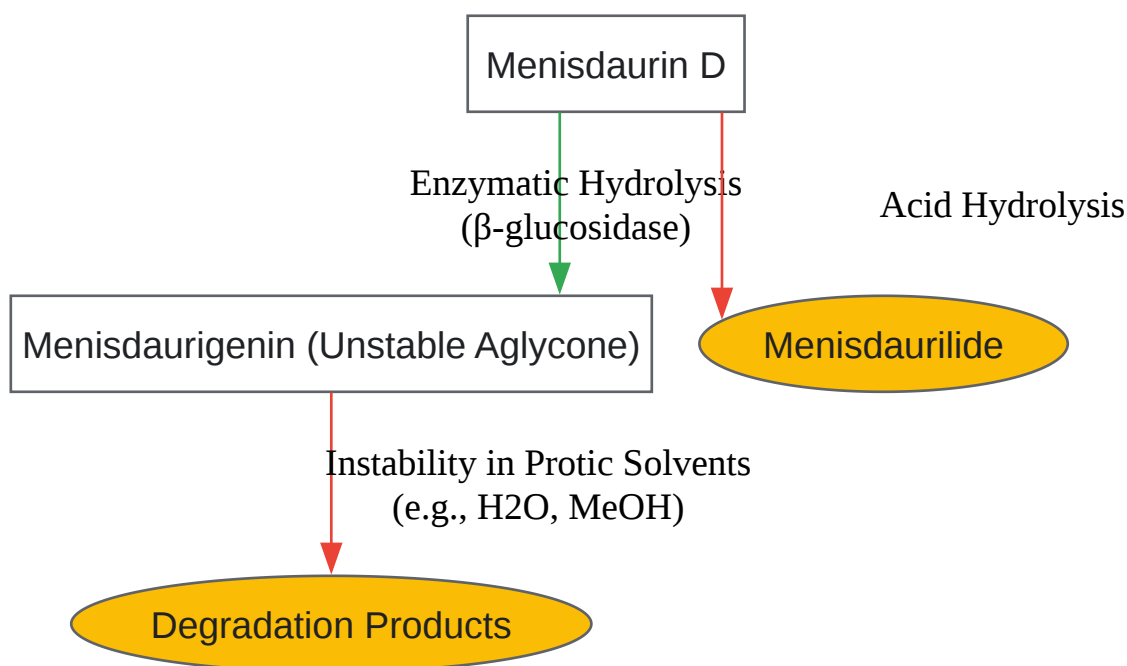 Menisdaurin D
Enzymatic Hydrolysis
(β-glucosidase)
Acid Hydrolysis
Menisdaurigenin (Unstable Aglycone)
Menisdaurilide
Instability in Protic Solvents
(e.g., H2O, MeOH)
Degradation Products